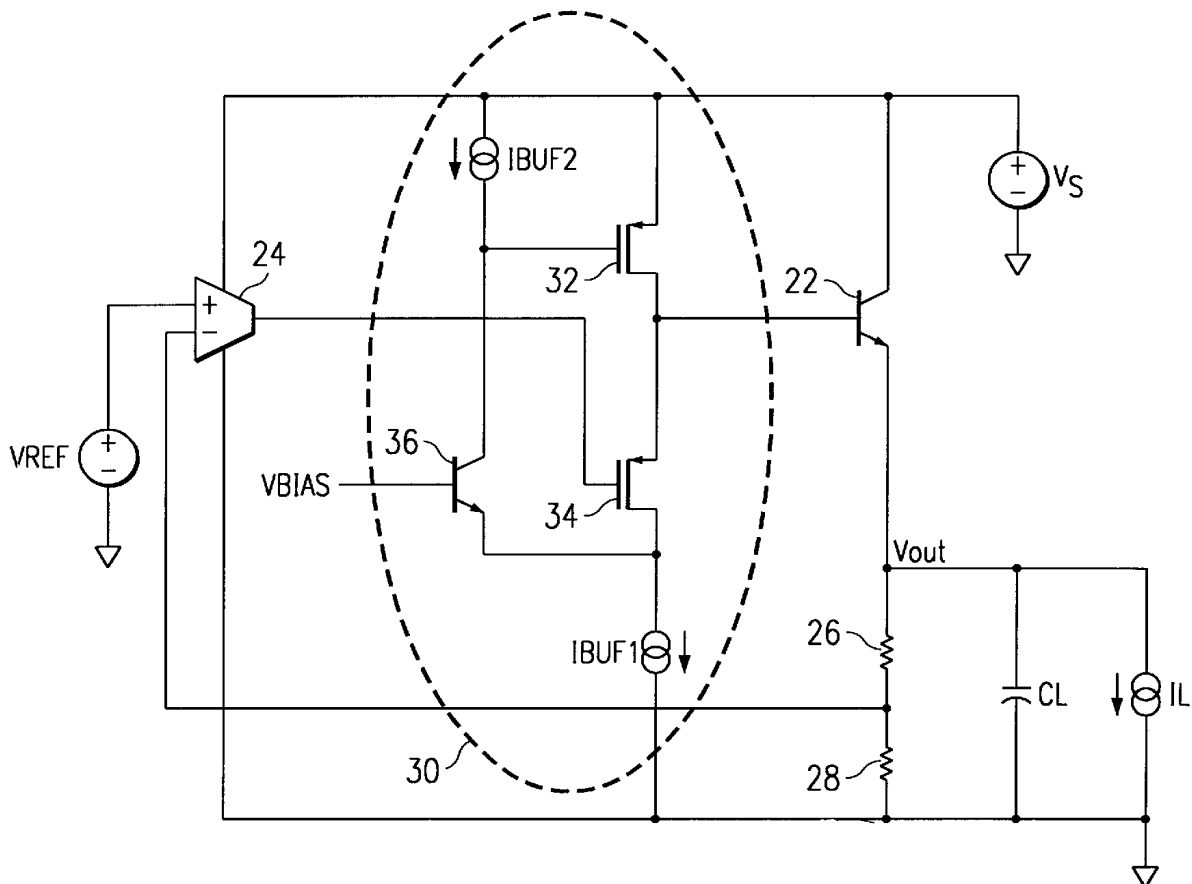 IBUF2
+
-
VS
24
32
22
+
-
36
VREF
+
-
VBIAS
34
Vout
IBUF1
26
CL
IL
30
28